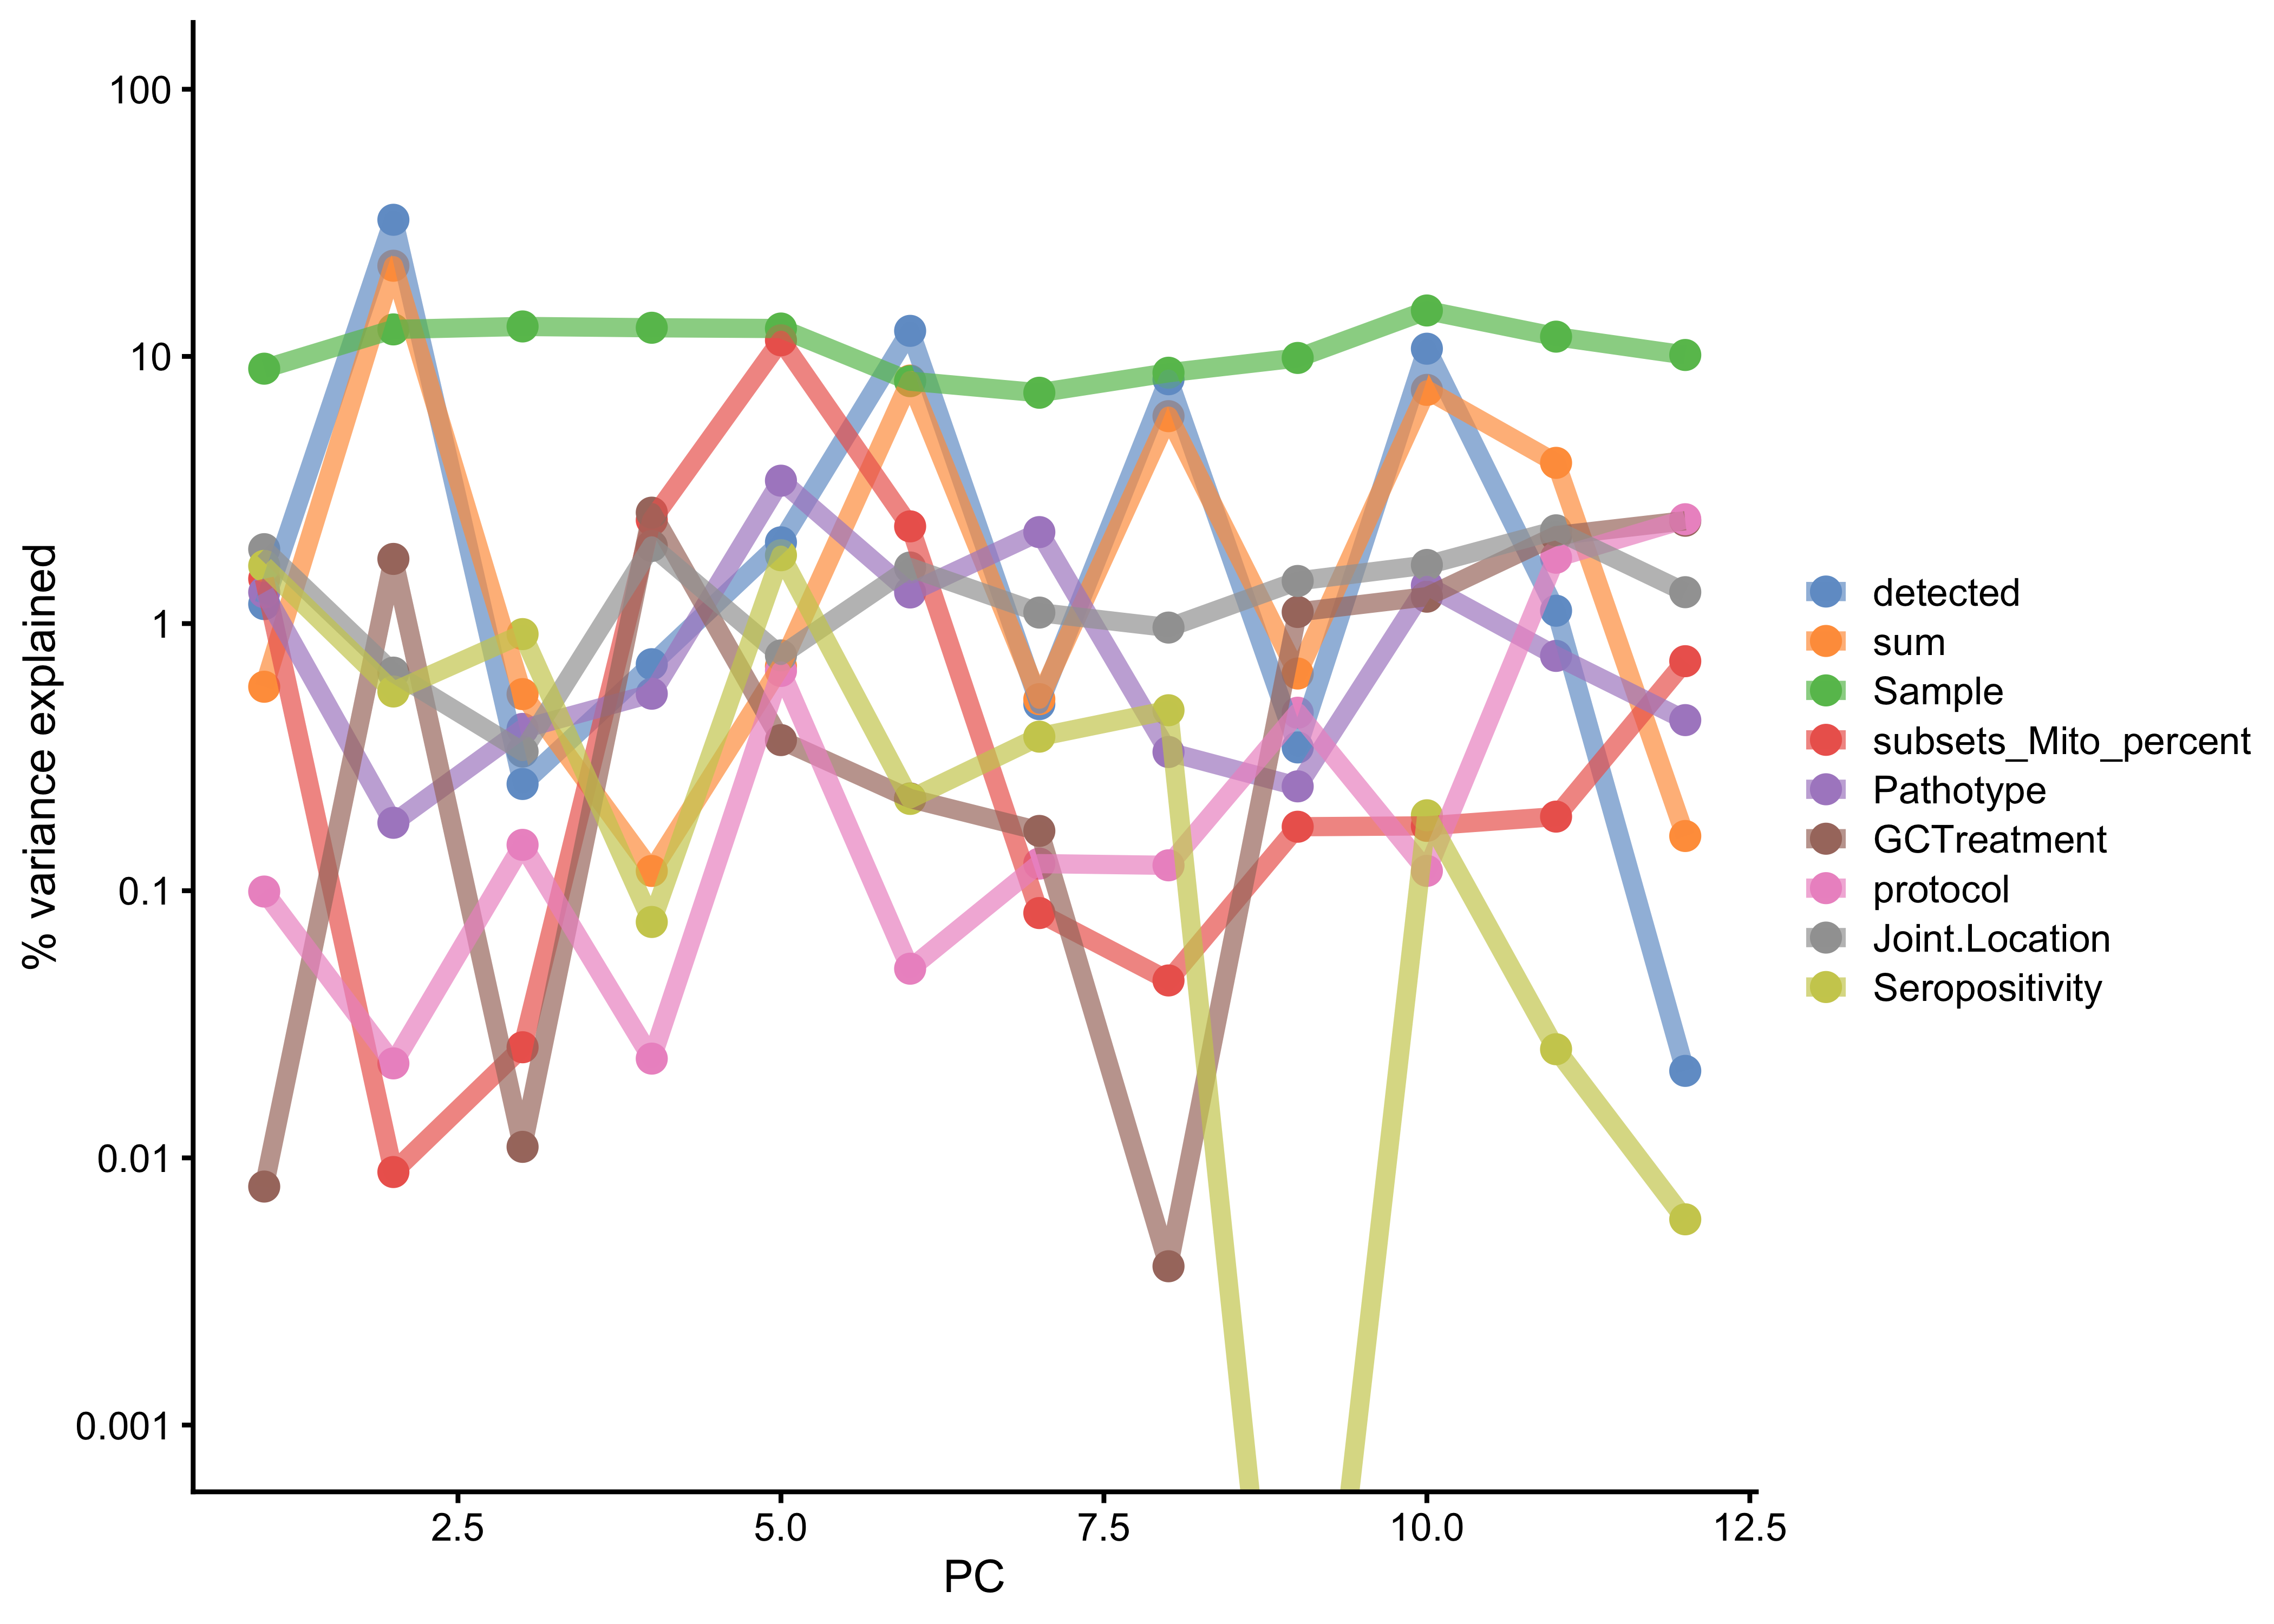 % variance explained
100
10
1
0.1
0.01
0.001
2.5 5.0 7.5 10.0 12.5
PC
detected
sum
Sample
subsets_Mito_percent
Pathotype
GCTreatment
protocol
Joint.Location
Seropositivity